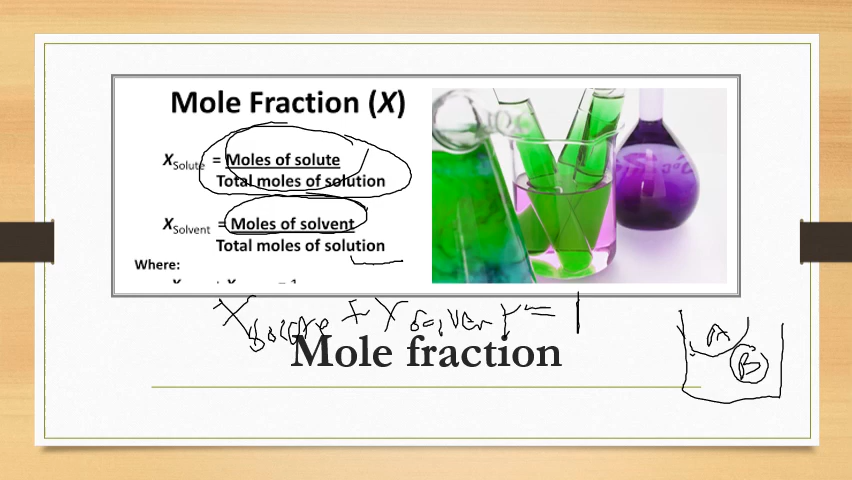 Mole Fraction (X)
XSolute = Moles of solute
Total moles of solution
XSolvent = Moles of solvent
Total moles of solution
Where:
Xsolute + Xsolvent = 1
Mole fraction
A
B